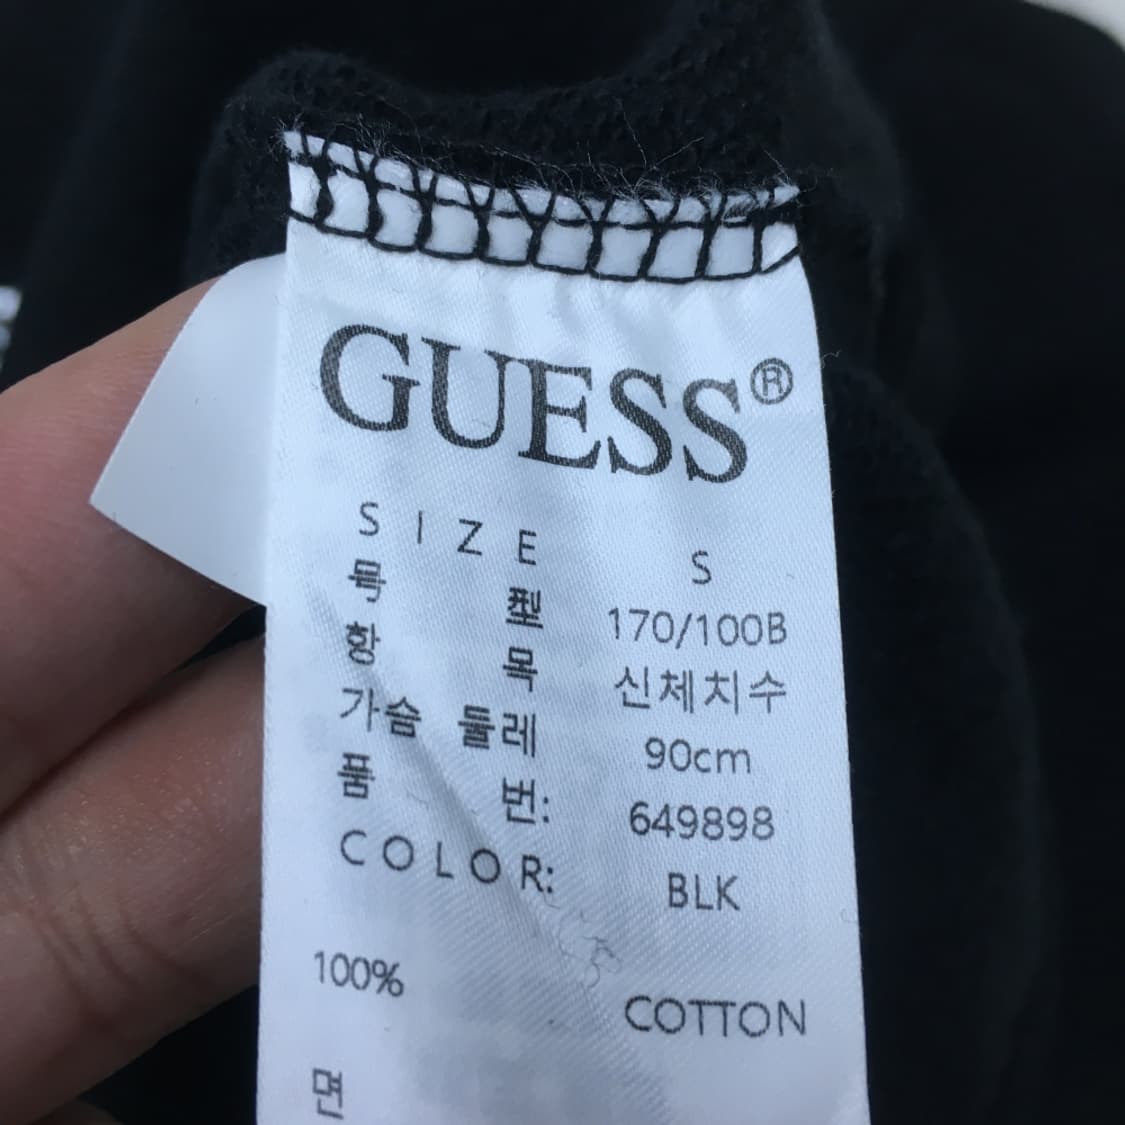 GUESS®
SIZE S
목 型 170/100B
항 목 신체치수
가슴 둘레 90cm
품 번: 649898
COLOR: BLK
100% COTTON
면